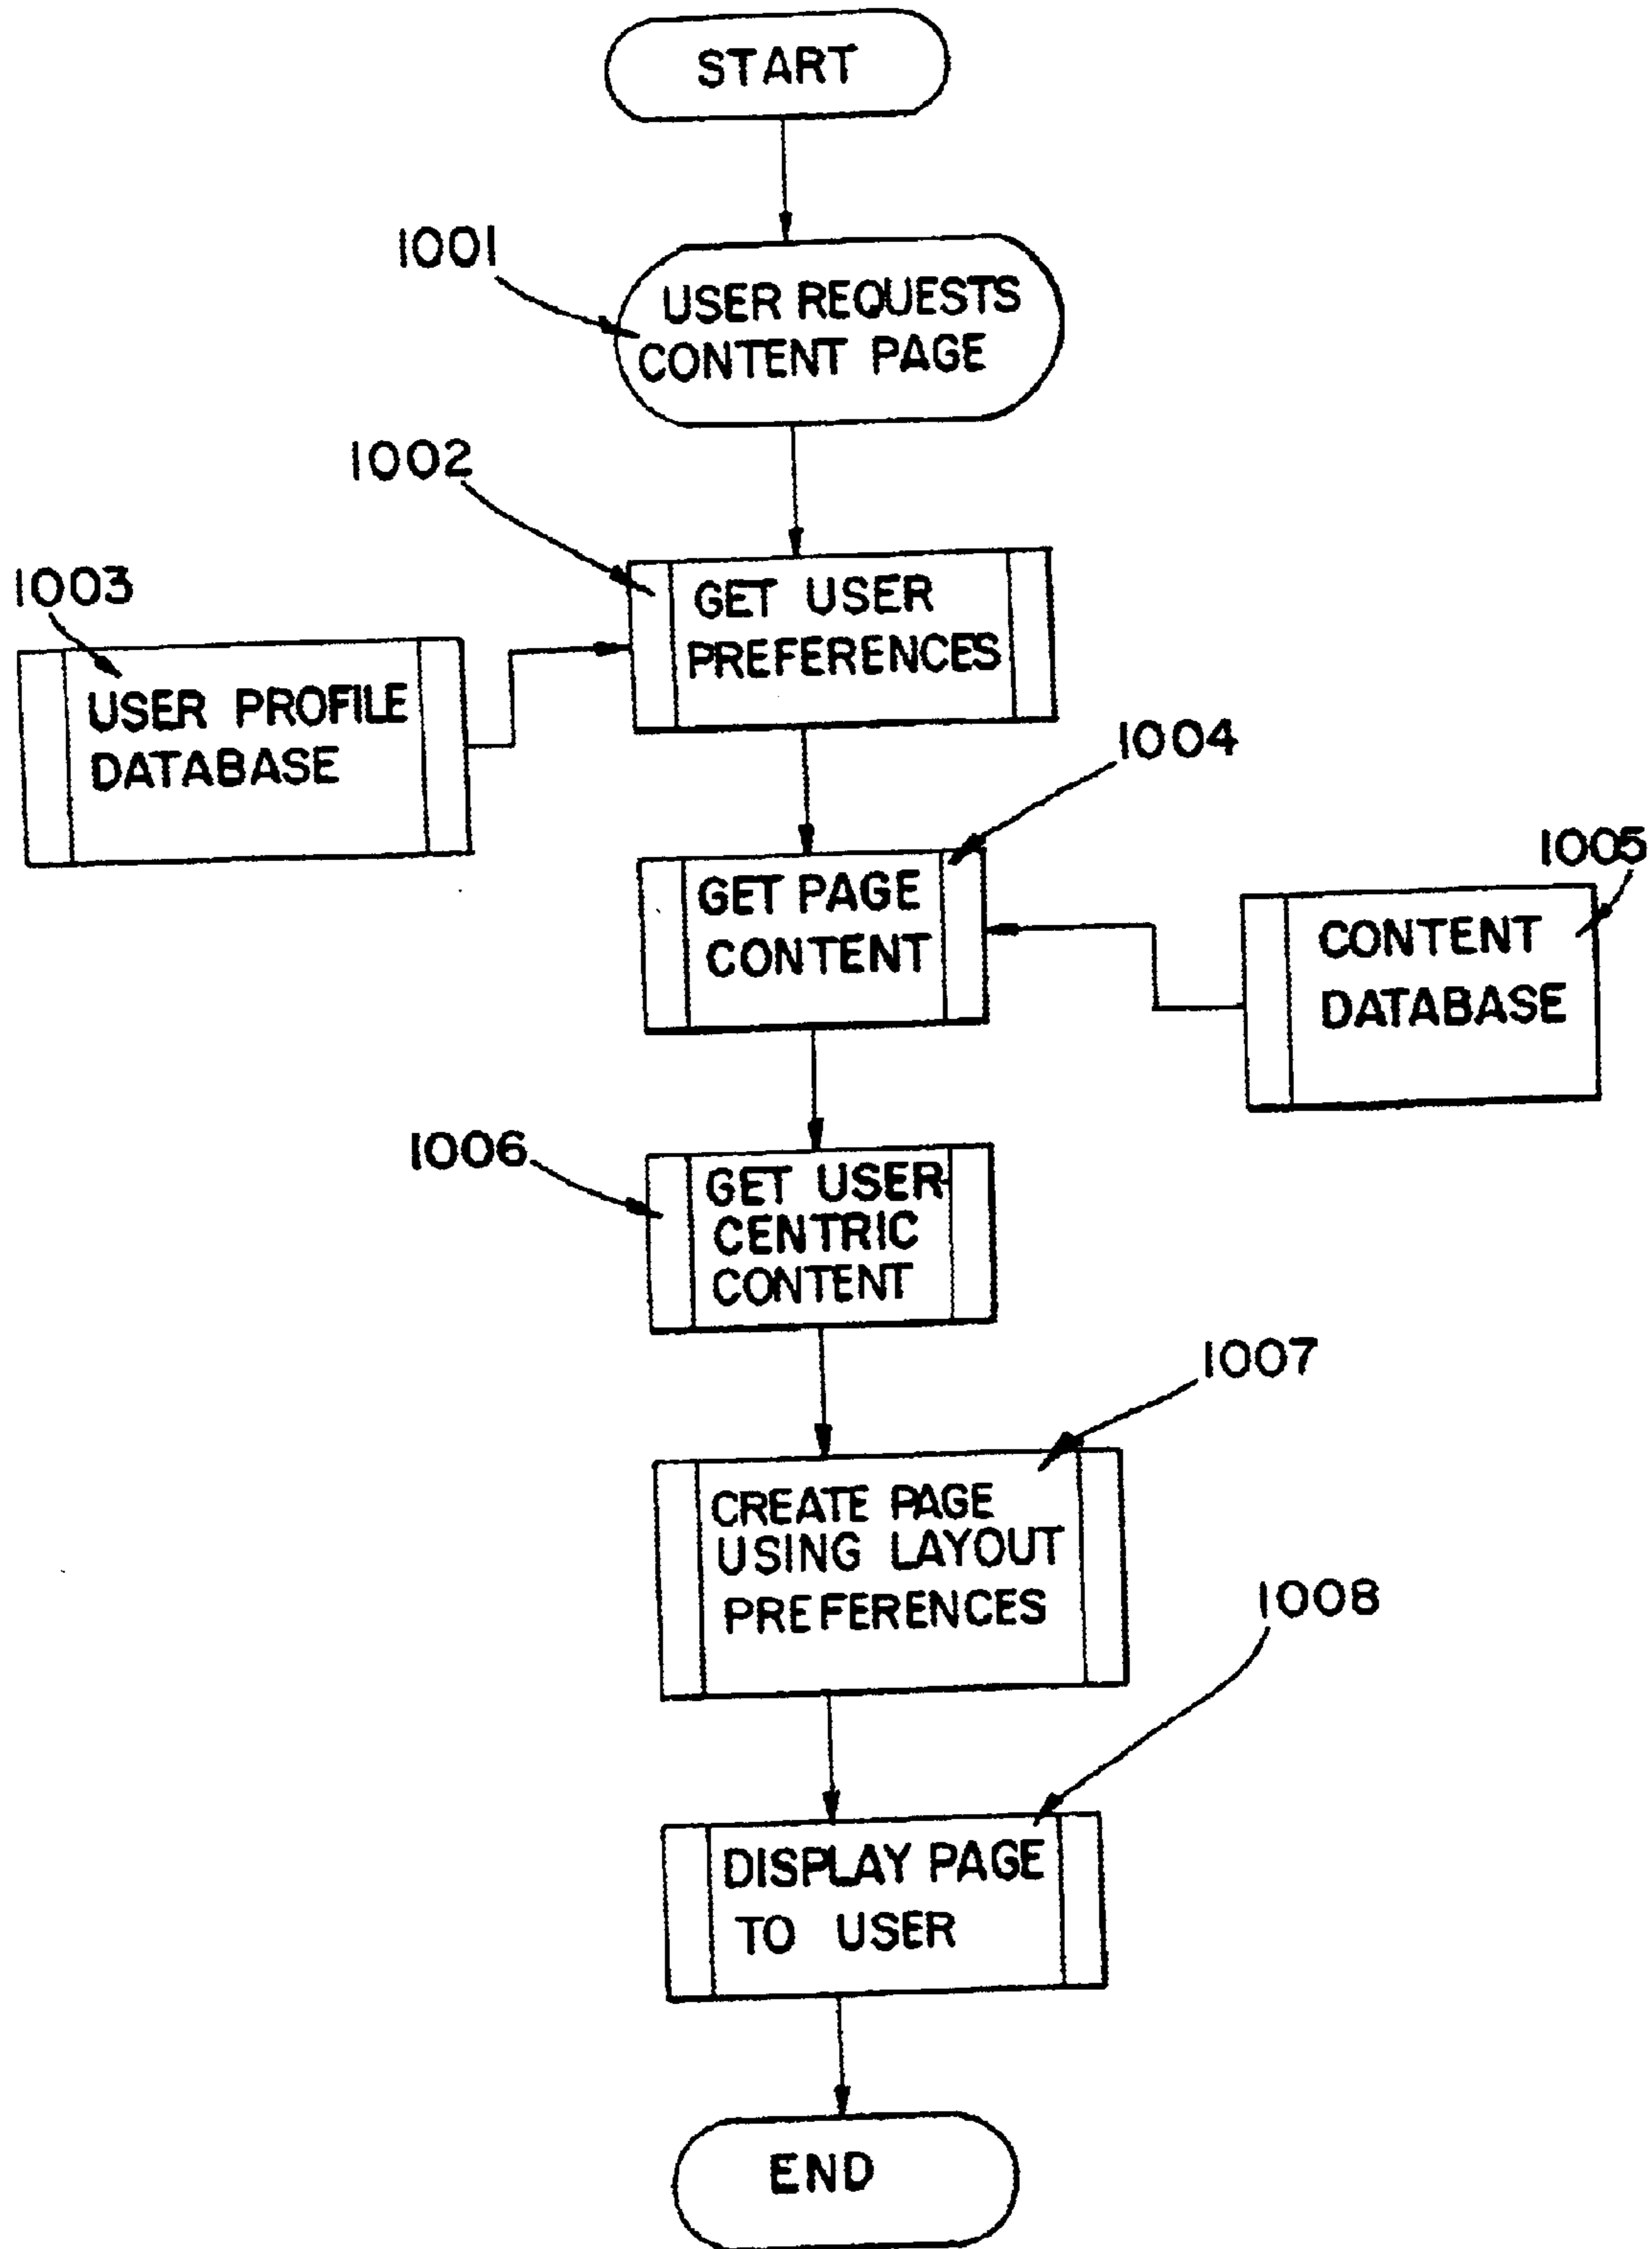 START
1001
USER REQUESTS
CONTENT PAGE
1002
GET USER
PREFERENCES
1003
USER PROFILE
DATABASE
1004
GET PAGE
CONTENT
1005
CONTENT
DATABASE
1006
GET USER-
CENTRIC
CONTENT
1007
CREATE PAGE
USING LAYOUT
PREFERENCES
1008
DISPLAY PAGE
TO USER
END